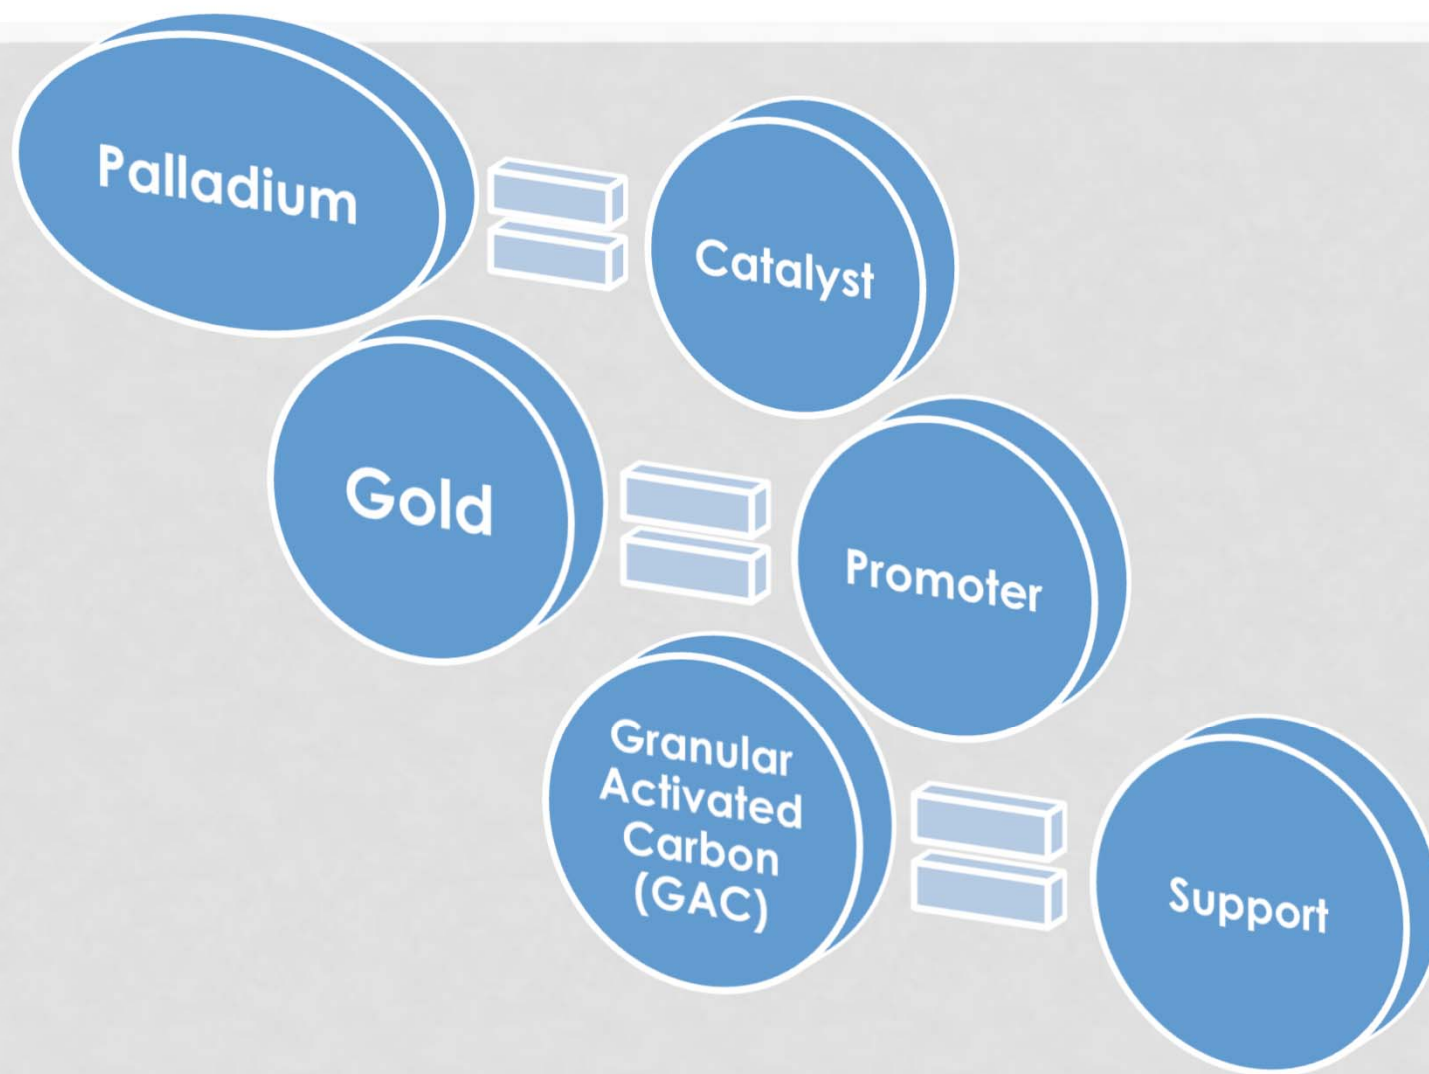 Palladium
Catalyst
Gold
Promoter
Granular
Activated
Carbon
(GAC)
Support